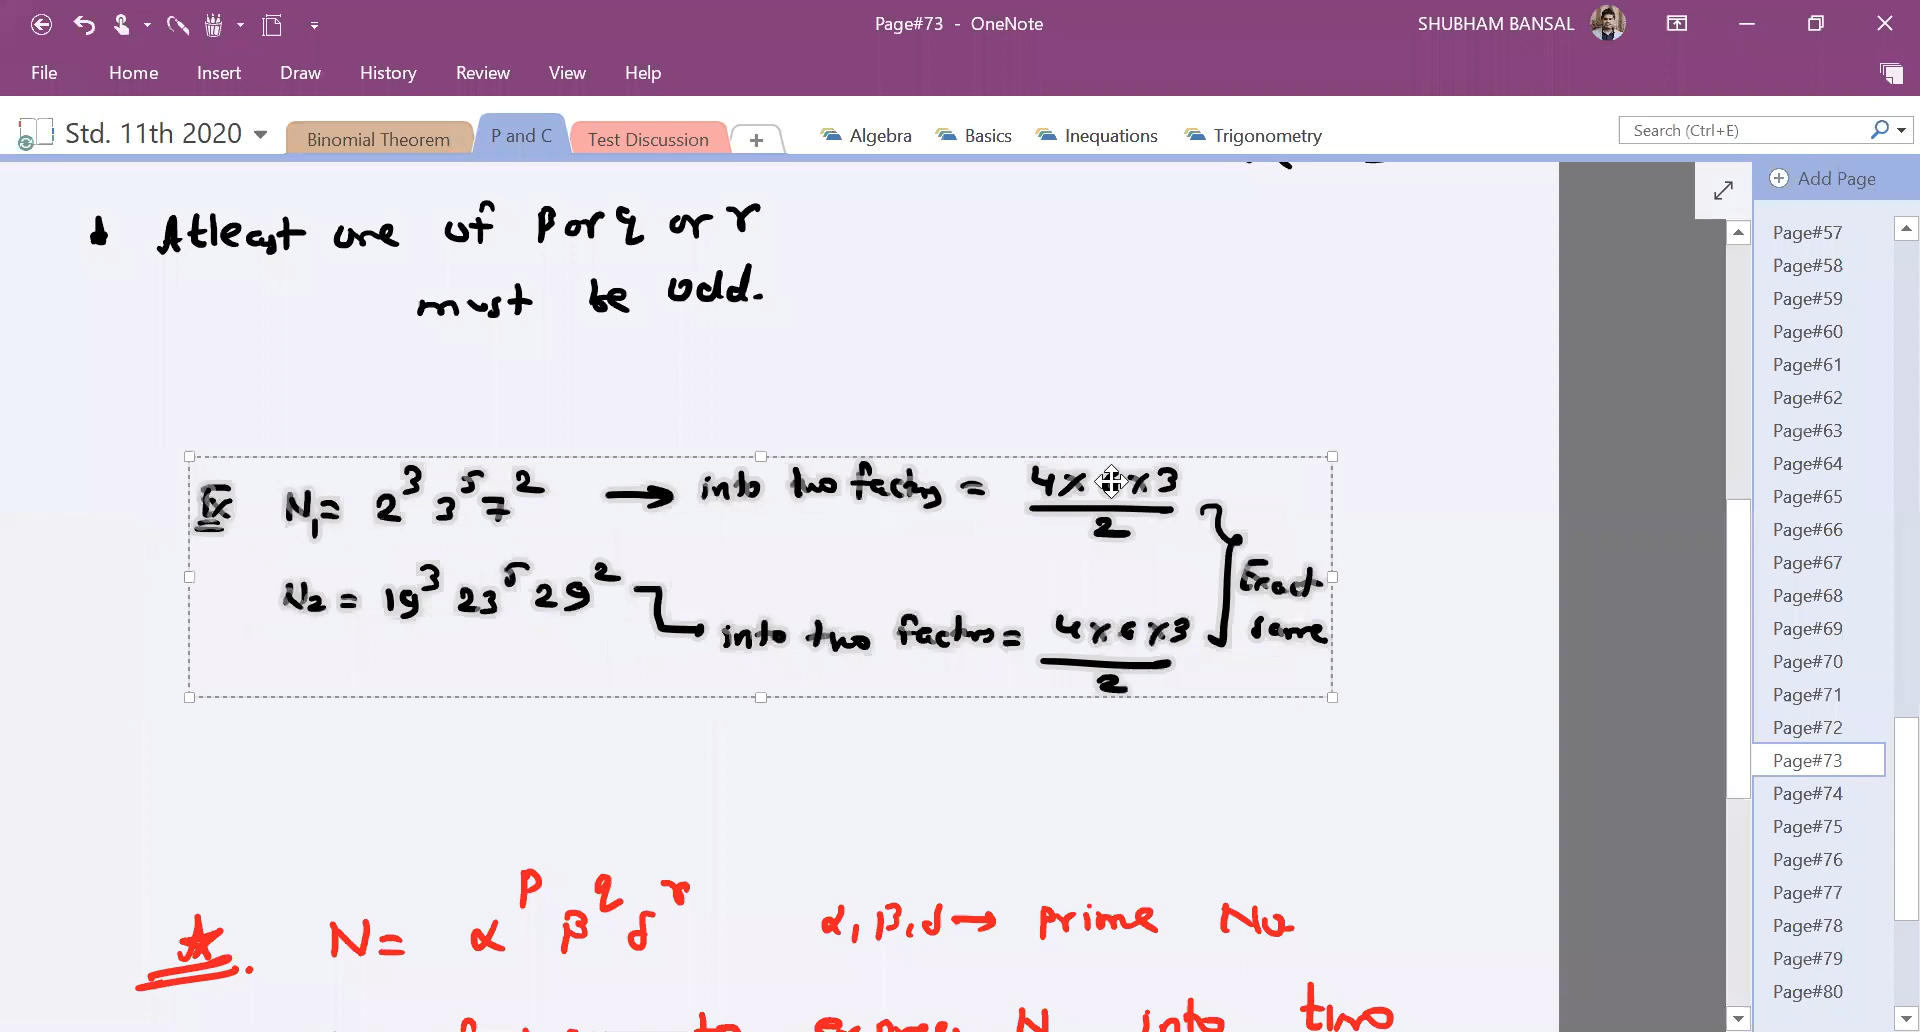 Page#73 - OneNote
SHUBHAM BANSAL
File Home Insert Draw History Review View Help
Std. 11th 2020 Binomial Theorem P and C Test Discussion + Algebra Basics Inequations Trigonometry Search (Ctrl+E)
Add Page
Page#57
Page#58
Page#59
Page#60
Page#61
Page#62
Page#63
Page#64
Page#65
Page#66
Page#67
Page#68
Page#69
Page#70
Page#71
Page#72
Page#73
Page#74
Page#75
Page#76
Page#77
Page#78
Page#79
Page#80
Atleast one of p or q or r
must be odd.
Ex N₁ = 2³ 3⁵ 7² → into two factors = 4 x x 3 / 2
N₂ = 19³ 23⁵ 29² → into two factors = 4 x 6 x 3 / 2
Exact
same
N = α^p β^q δ^r α, β, δ → prime No
to N into two